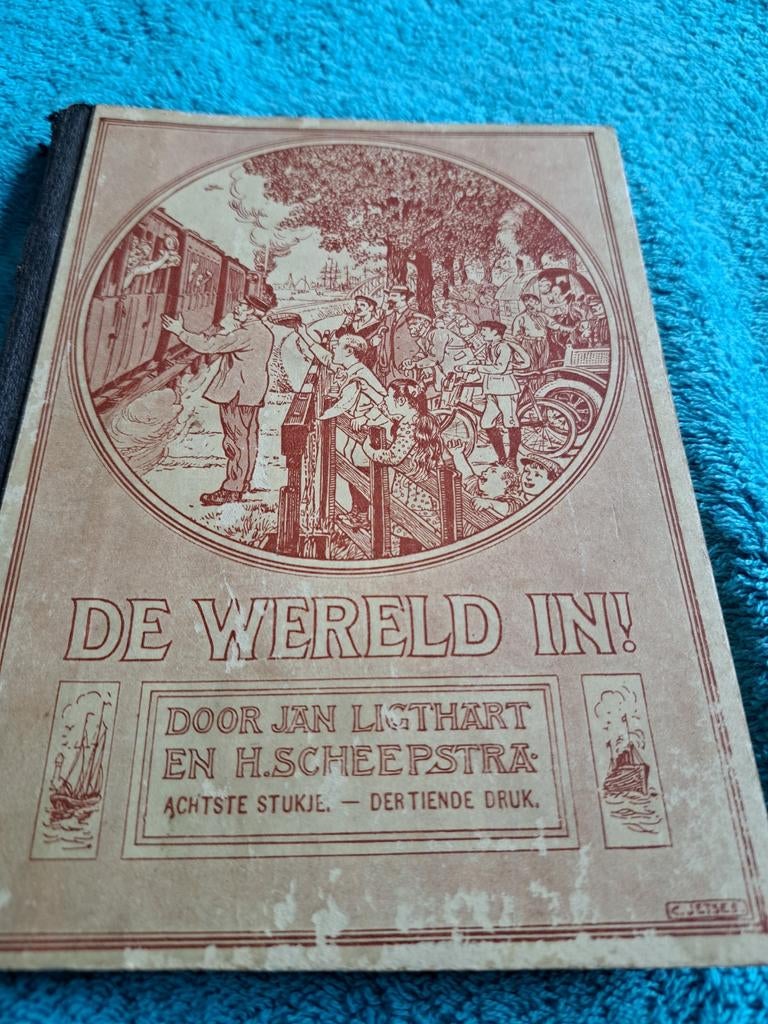 DE WERELD IN!
DOOR JAN LIGTHART
EN H. SCHEEPSTRA.
ACHTSTE STUKJE. — DERTIENDE DRUK.
C. JETSES